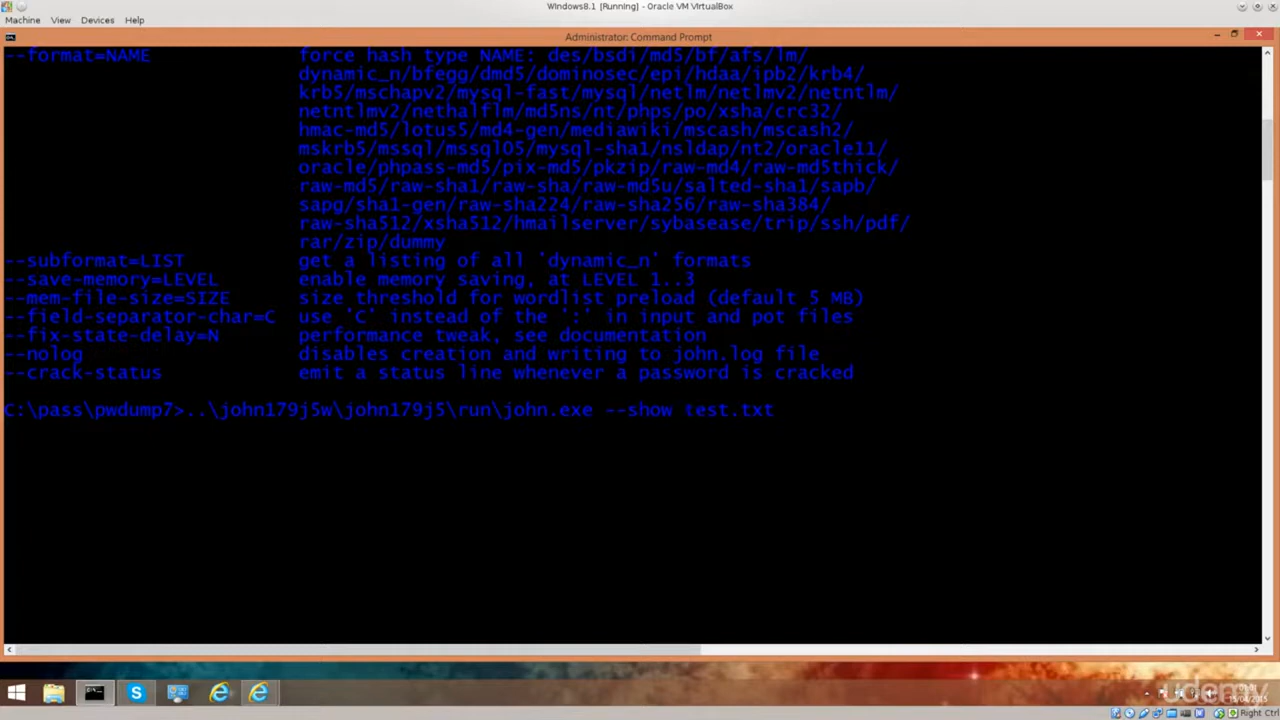 Windows8.1 [Running] - Oracle VM VirtualBox
Machine View Devices Help
Administrator: Command Prompt
--format=NAME force hash type NAME: des/bsdi/md5/bf/afs/lm/
dynamic_n/bfegg/dmd5/dominosec/epi/hdaa/ipb2/krb4/
krb5/mschapv2/mysql-fast/mysql/netlm/netlmv2/netntlm/
netntlmv2/nethalflm/md5ns/nt/phps/po/xsha/crc32/
hmac-md5/lotus5/md4-gen/mediawiki/mscash/mscash2/
mskrb5/mssql/mssql05/mysql-sha1/nsldap/nt2/oracle11/
oracle/phpass-md5/pix-md5/pkzip/raw-md4/raw-md5thick/
raw-md5/raw-sha1/raw-sha/raw-md5u/salted-sha1/sapb/
sapg/sha1-gen/raw-sha224/raw-sha256/raw-sha384/
raw-sha512/xsha512/hmailserver/sybasease/trip/ssh/pdf/
rar/zip/dummy
--subformat=LIST get a listing of all 'dynamic_n' formats
--save-memory=LEVEL enable memory saving, at LEVEL 1..3
--mem-file-size=SIZE size threshold for wordlist preload (default 5 MB)
--field-separator-char=C use 'C' instead of the ':' in input and pot files
--fix-state-delay=N performance tweak, see documentation
--nolog disables creation and writing to john.log file
--crack-status emit a status line whenever a password is cracked
C:\pass\pwdump7>..\john179j5w\john179j5\run\john.exe --show test.txt
udemy
15/04/2015
Right Ctrl